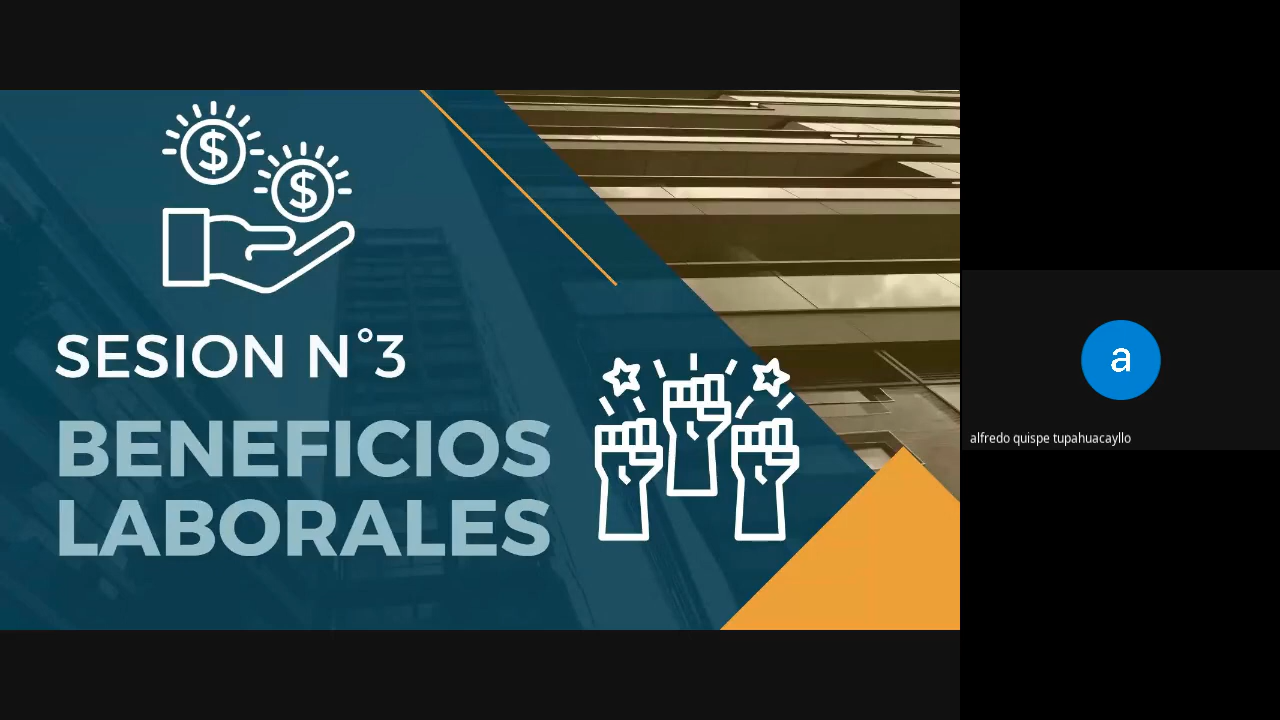 $
$
SESION N°3
BENEFICIOS
LABORALES
a
alfredo quispe tupahuacayllo